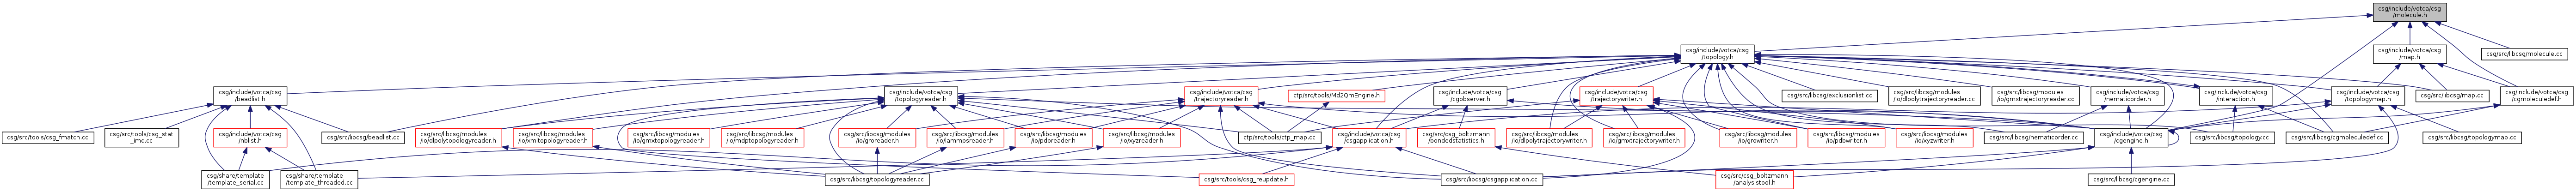 csg/include/votca/csg
/molecule.h
csg/include/votca/csg
/topology.h
csg/include/votca/csg
/map.h
csg/src/libcsg/molecule.cc
csg/include/votca/csg
/beadlist.h
csg/include/votca/csg
/topologyreader.h
csg/include/votca/csg
/trajectoryreader.h
ctp/src/tools/Md2QmEngine.h
csg/include/votca/csg
/cgobserver.h
csg/include/votca/csg
/trajectorywriter.h
csg/src/libcsg/exclusionlist.cc
csg/src/libcsg/modules
/io/dlpolytrajectoryreader.cc
csg/src/libcsg/modules
/io/gmxtrajectoryreader.cc
csg/include/votca/csg
/nematicorder.h
csg/include/votca/csg
/interaction.h
csg/include/votca/csg
/topologymap.h
csg/src/libcsg/map.cc
csg/include/votca/csg
/cgmoleculedef.h
csg/src/tools/csg_fmatch.cc
csg/src/tools/csg_stat
_imc.cc
csg/include/votca/csg
/nblist.h
csg/src/libcsg/beadlist.cc
csg/src/libcsg/modules
/io/dlpolytopologyreader.h
csg/src/libcsg/modules
/io/xmltopologyreader.h
csg/src/libcsg/modules
/io/gmxtopologyreader.h
csg/src/libcsg/modules
/io/mdptopologyreader.h
csg/src/libcsg/modules
/io/groreader.h
csg/src/libcsg/modules
/io/lammpsreader.h
csg/src/libcsg/modules
/io/pdbreader.h
csg/src/libcsg/modules
/io/xyzreader.h
ctp/src/tools/ctp_map.cc
csg/include/votca/csg
/csgapplication.h
csg/src/csg_boltzmann
/bondedstatistics.h
csg/src/libcsg/modules
/io/dlpolytrajectorywriter.h
csg/src/libcsg/modules
/io/gmxtrajectorywriter.h
csg/src/libcsg/modules
/io/growriter.h
csg/src/libcsg/modules
/io/pdbwriter.h
csg/src/libcsg/modules
/io/xyzwriter.h
csg/src/libcsg/nematicorder.cc
csg/include/votca/csg
/cgengine.h
csg/src/libcsg/topology.cc
csg/src/libcsg/cgmoleculedef.cc
csg/src/libcsg/topologymap.cc
csg/share/template
/template_serial.cc
csg/share/template
/template_threaded.cc
csg/src/libcsg/topologyreader.cc
csg/src/tools/csg_reupdate.h
csg/src/libcsg/csgapplication.cc
csg/src/csg_boltzmann
/analysistool.h
csg/src/libcsg/cgengine.cc